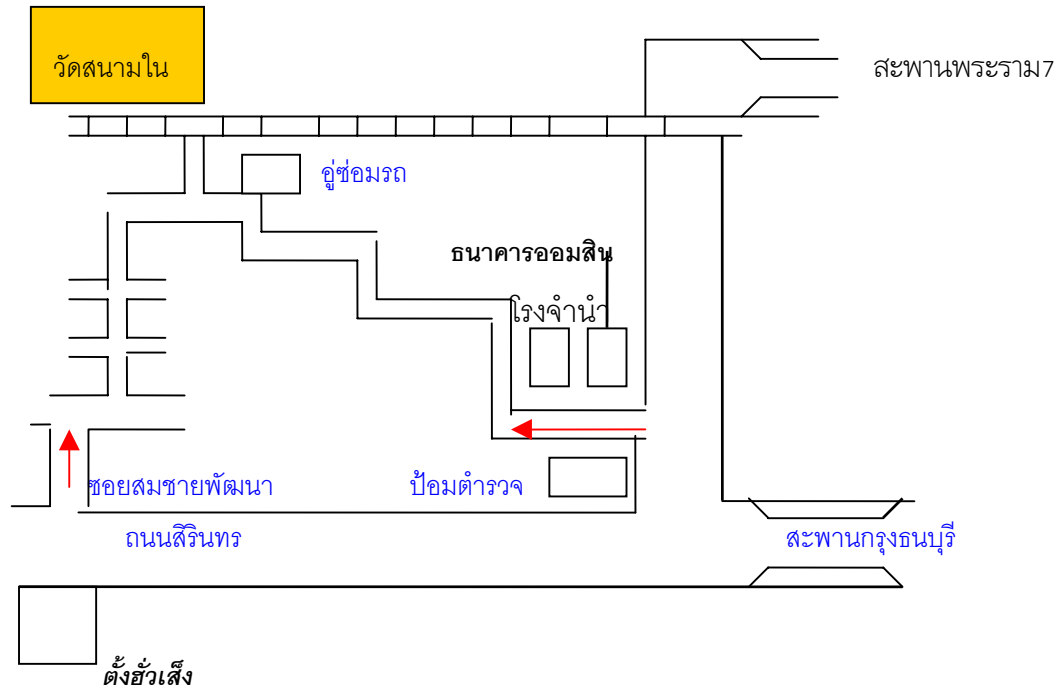 วัดสนามใน
สะพานพระราม7
อู่ซ่อมรถ
ธนาคารออมสิน
โรงจำนำ
ซอยสมชายพัฒนา
ป้อมตำรวจ
ถนนสิรินทร
สะพานกรุงธนบุรี
ตั้งฮั่วเส็ง